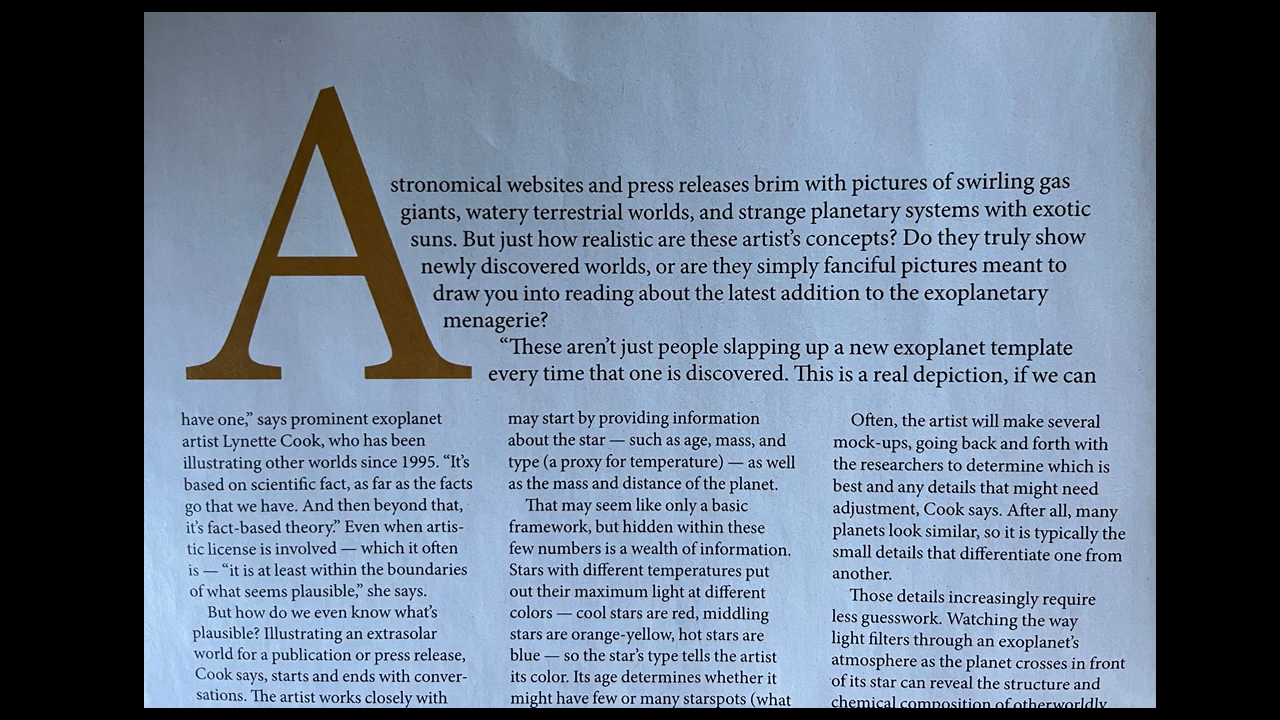 Astronomical websites and press releases brim with pictures of swirling gas
giants, watery terrestrial worlds, and strange planetary systems with exotic
suns. But just how realistic are these artist’s concepts? Do they truly show
newly discovered worlds, or are they simply fanciful pictures meant to
draw you into reading about the latest addition to the exoplanetary
menagerie?
“These aren’t just people slapping up a new exoplanet template
every time that one is discovered. This is a real depiction, if we can
have one,” says prominent exoplanet
artist Lynette Cook, who has been
illustrating other worlds since 1995. “It’s
based on scientific fact, as far as the facts
go that we have. And then beyond that,
it’s fact-based theory.” Even when artis-
tic license is involved — which it often
is — “it is at least within the boundaries
of what seems plausible,” she says.
But how do we even know what’s
plausible? Illustrating an extrasolar
world for a publication or press release,
Cook says, starts and ends with conver-
sations. The artist works closely with
may start by providing information
about the star — such as age, mass, and
type (a proxy for temperature) — as well
as the mass and distance of the planet.
That may seem like only a basic
framework, but hidden within these
few numbers is a wealth of information.
Stars with different temperatures put
out their maximum light at different
colors — cool stars are red, middling
stars are orange-yellow, hot stars are
blue — so the star’s type tells the artist
its color. Its age determines whether it
might have few or many starspots (what
Often, the artist will make several
mock-ups, going back and forth with
the researchers to determine which is
best and any details that might need
adjustment, Cook says. After all, many
planets look similar, so it is typically the
small details that differentiate one from
another.
Those details increasingly require
less guesswork. Watching the way
light filters through an exoplanet’s
atmosphere as the planet crosses in front
of its star can reveal the structure and
chemical composition of otherworldly